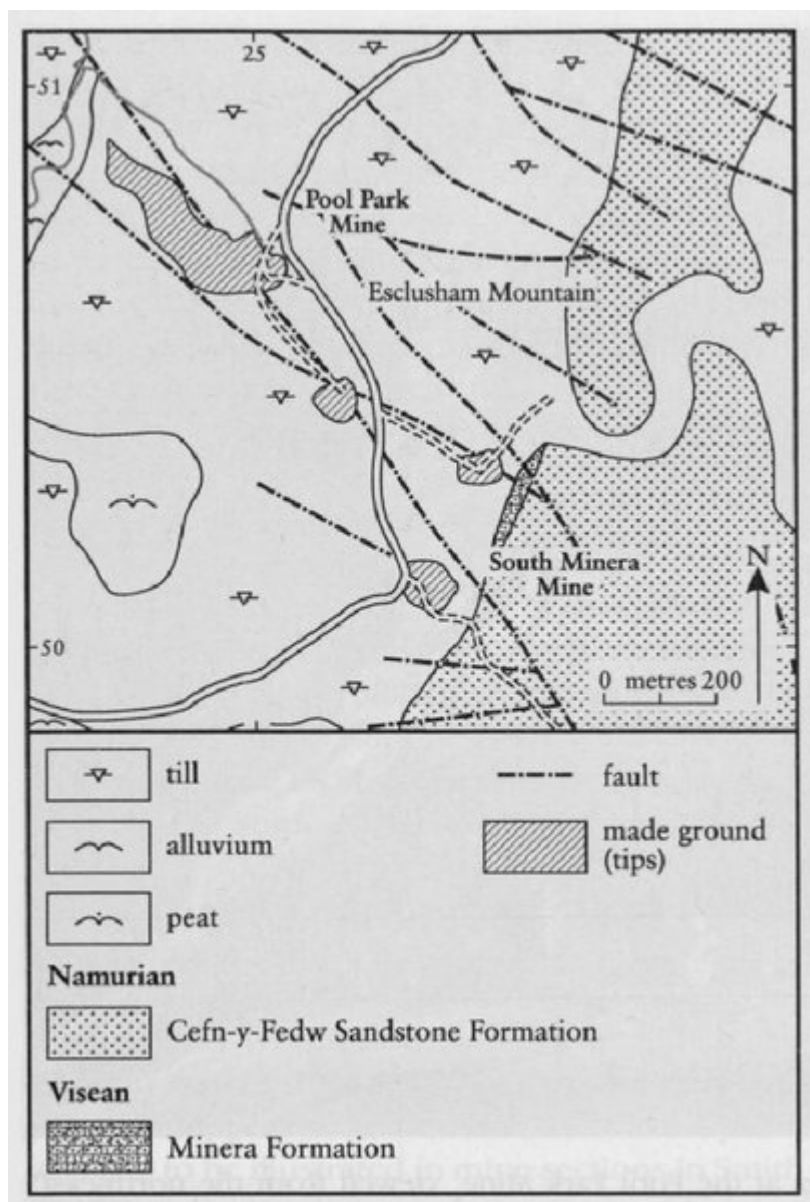 25
51
Pool Park
Mine
Esclusham Mountain
South Minera
Mine
N
50
0 metres 200
till
fault
alluvium
made ground
(tips)
peat
Namurian
Cefn-y-Fedw Sandstone Formation
Visean
Minera Formation